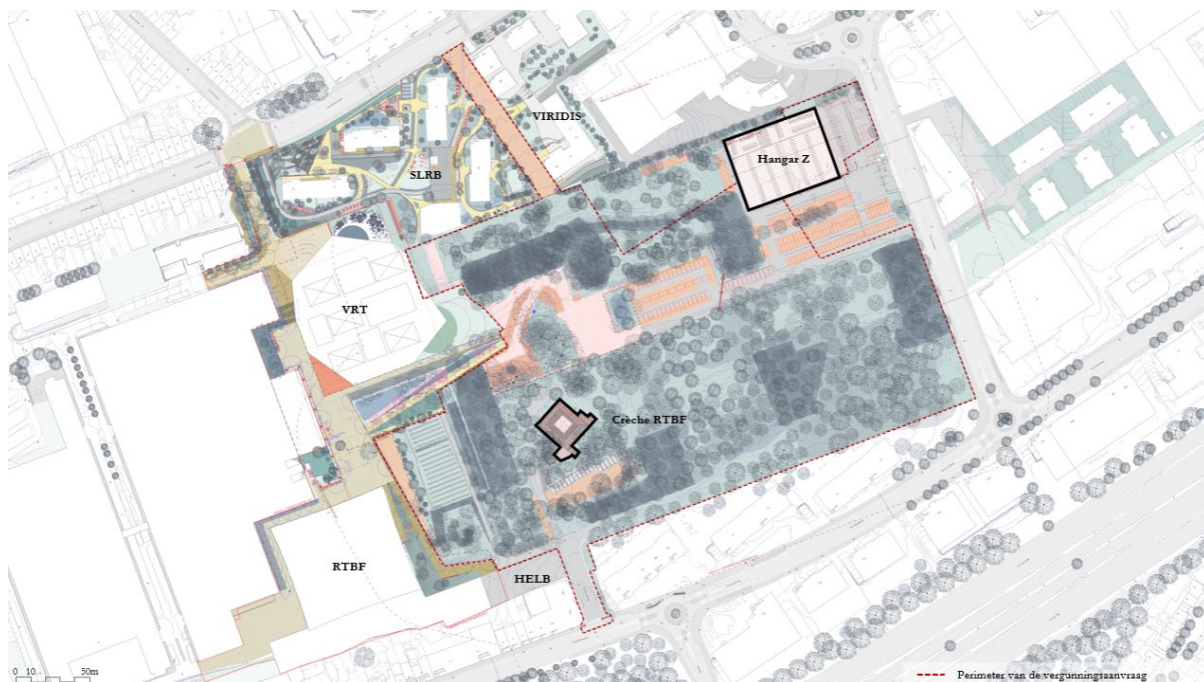 VIRIDIS
Hangar Z
SLRB
VRT
Crèche RTBF
RTBF
HELB
0 10 50m
Perimeter van de vergunningsaanvraag